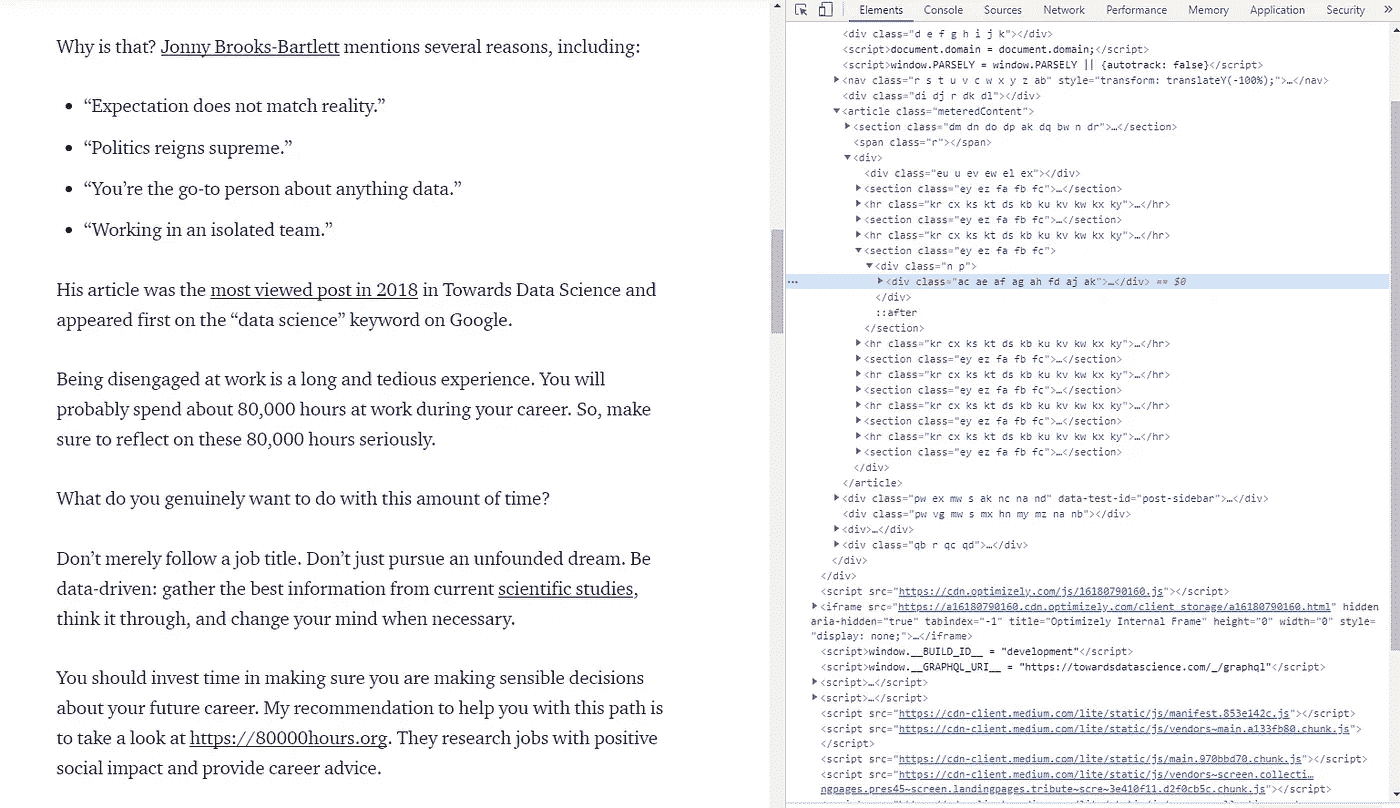 Why is that? Jonny Brooks-Bartlett mentions several reasons, including:
• “Expectation does not match reality.”
• “Politics reigns supreme.”
• “You’re the go-to person about anything data.”
• “Working in an isolated team.”
His article was the most viewed post in 2018 in Towards Data Science and
appeared first on the “data science” keyword on Google.
Being disengaged at work is a long and tedious experience. You will
probably spend about 80,000 hours at work during your career. So, make
sure to reflect on these 80,000 hours seriously.
What do you genuinely want to do with this amount of time?
Don’t merely follow a job title. Don’t just pursue an unfounded dream. Be
data-driven: gather the best information from current scientific studies,
think it through, and change your mind when necessary.
You should invest time in making sure you are making sensible decisions
about your future career. My recommendation to help you with this path is
to take a look at https://80000hours.org. They research jobs with positive
social impact and provide career advice.
Elements Console Sources Network Performance Memory Application Security »
<div class="d e f g h i j k"></div>
<script>document.domain = document.domain;</script>
<script>window.PARSELY = window.PARSELY || {autotrack: false}</script>
<nav class="r s t u v c w x y z ab" style="transform: translateY(-100%);">…</nav>
<div class="di dj r dk dl"></div>
<article class="meteredContent">
<section class="dm dn do dp ak dq bw n dr">…</section>
<span class="r"></span>
<div>
<div class="eu u ev ew el ex"></div>
<section class="ey ez fa fb fc">…</section>
<hr class="kr cx ks kt ds kb ku kv kw kx ky">…</hr>
<section class="ey ez fa fb fc">…</section>
<hr class="kr cx ks kt ds kb ku kv kw kx ky">…</hr>
<section class="ey ez fa fb fc">
<div class="n p">
… <div class="ac ae af ag ah fd aj ak">…</div> == $0
</div>
::after
</section>
<hr class="kr cx ks kt ds kb ku kv kw kx ky">…</hr>
<section class="ey ez fa fb fc">…</section>
<hr class="kr cx ks kt ds kb ku kv kw kx ky">…</hr>
<section class="ey ez fa fb fc">…</section>
<hr class="kr cx ks kt ds kb ku kv kw kx ky">…</hr>
<section class="ey ez fa fb fc">…</section>
<hr class="kr cx ks kt ds kb ku kv kw kx ky">…</hr>
<section class="ey ez fa fb fc">…</section>
</div>
</article>
<div class="pw ex mw s ak nc na nd" data-test-id="post-sidebar">…</div>
<div class="pw vg mw s mx hn my mz na nb"></div>
<div>…</div>
<div class="qb r qc qd">…</div>
</div>
</div>
<script src="https://cdn.optimizely.com/js/16180790160.js"></script>
<iframe src="https://a16180790160.cdn.optimizely.com/client_storage/a16180790160.html" hidden
aria-hidden="true" tabindex="-1" title="Optimizely Internal Frame" height="0" width="0" style=
"display: none;">…</iframe>
<script>window.__BUILD_ID__ = "development"</script>
<script>window.__GRAPHQL_URI__ = "https://towardsdatascience.com/_/graphql"</script>
<script>…</script>
<script>…</script>
<script src="https://cdn-client.medium.com/lite/static/js/manifest.853e142c.js"></script>
<script src="https://cdn-client.medium.com/lite/static/js/vendors~main.a133fb80.chunk.js">
</script>
<script src="https://cdn-client.medium.com/lite/static/js/main.970bbd70.chunk.js"></script>
<script src="https://cdn-client.medium.com/lite/static/js/vendors~screen.collecti…
ngpages.pres45~screen.landingpages.tribute~scre~3e410f11.d2f0cb5c.chunk.js"></script>